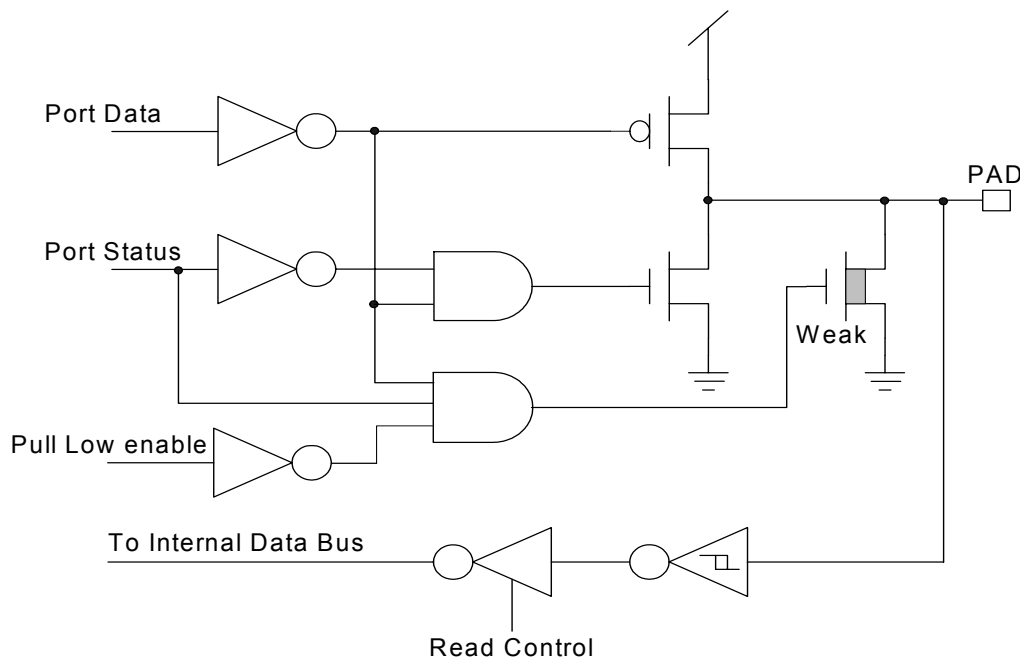 Port Data
PAD
Port Status
Weak
Pull Low enable
To Internal Data Bus
Read Control